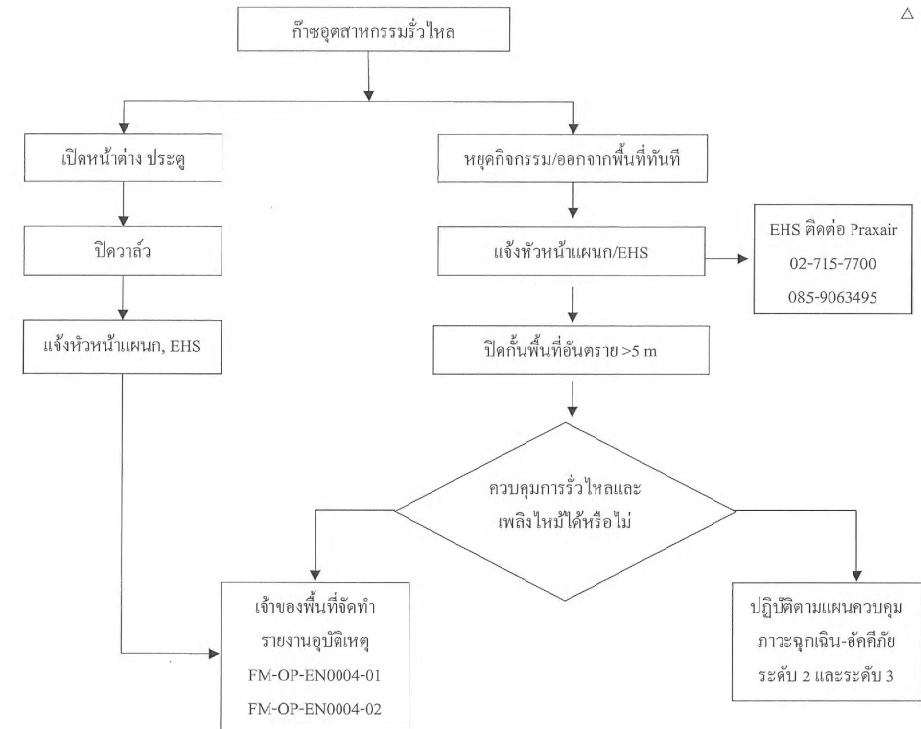 ก๊าซอุตสาหกรรมรั่วไหล
เปิดหน้าต่าง ประตู
ปิดวาล์ว
แจ้งหัวหน้าแผนก, EHS
หยุดกิจกรรม/ออกจากพื้นที่ทันที
แจ้งหัวหน้าแผนก/EHS
EHS ติดต่อ Praxair
02-715-7700
085-9063495
ปิดกั้นพื้นที่อันตราย >5 m
ควบคุมการรั่วไหลและ
เพลิงไหม้ได้หรือไม่
เจ้าของพื้นที่จัดทำ
รายงานอุบัติเหตุ
FM-OP-EN0004-01
FM-OP-EN0004-02
ปฏิบัติตามแผนควบคุม
ภาวะฉุกเฉิน-อัคคีภัย
ระดับ 2 และระดับ 3